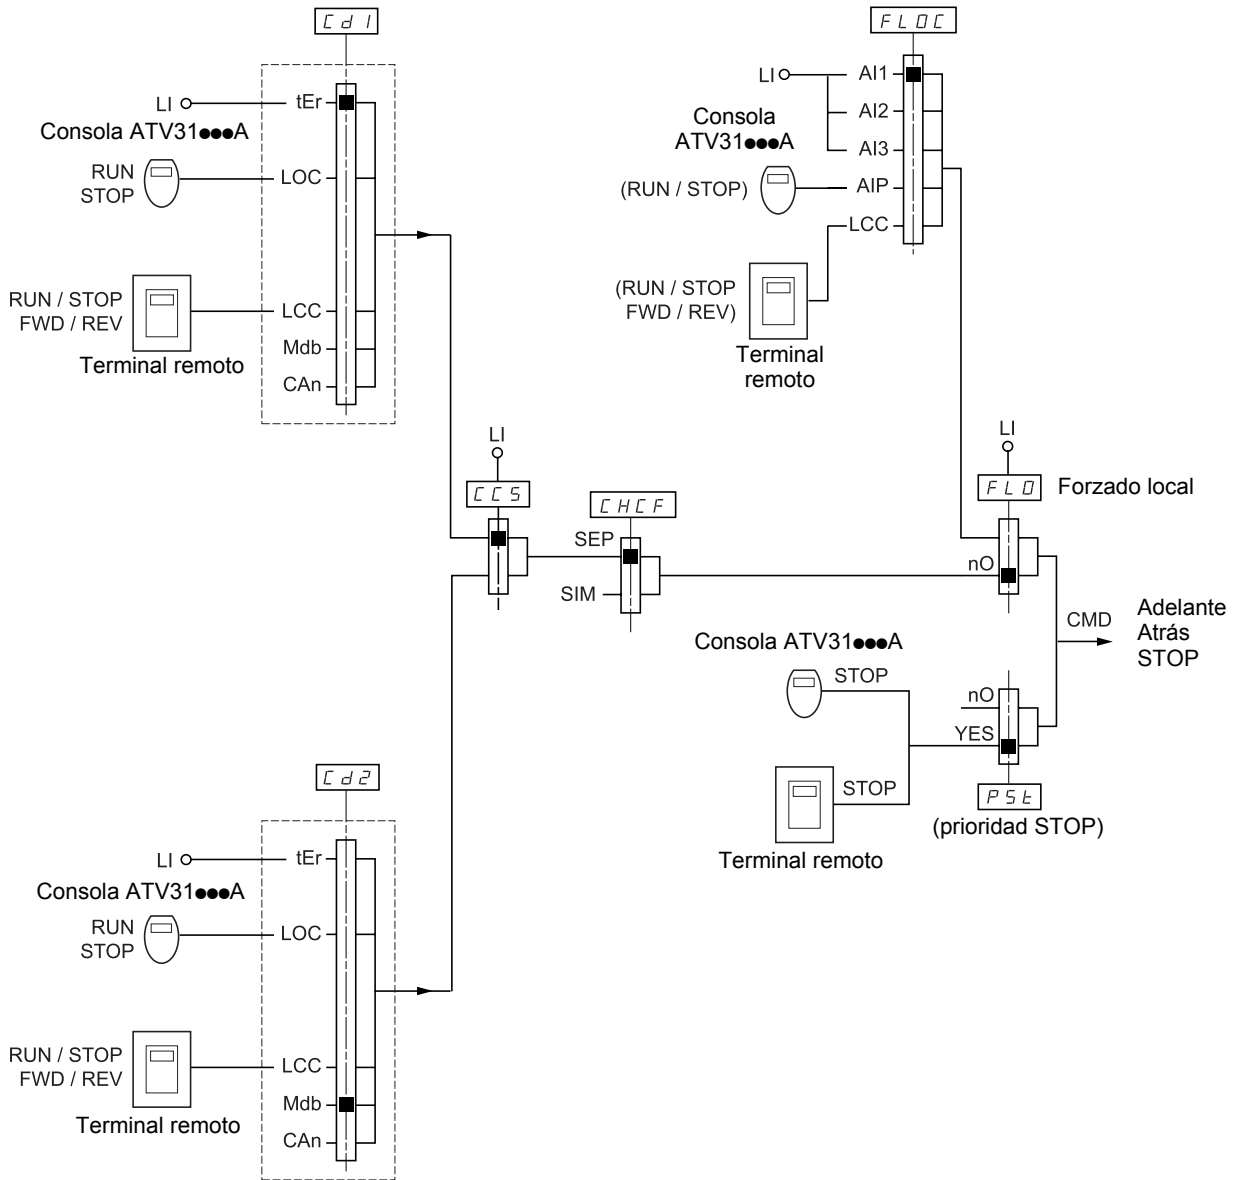 Cd1
LI
tEr
Consola ATV31●●●A
RUN
STOP
LOC
RUN / STOP
FWD / REV
LCC
Terminal remoto
Mdb
CAn
FLOC
LI
AI1
Consola
ATV31●●●A
AI2
AI3
(RUN / STOP)
AIP
LCC
(RUN / STOP
FWD / REV)
Terminal
remoto
LI
CCS
CHCF
SEP
SIM
LI
FLO
Forzado local
nO
CMD
Adelante
Atrás
STOP
Consola ATV31●●●A
STOP
nO
YES
STOP
PSt
(prioridad STOP)
Terminal remoto
Cd2
LI
tEr
Consola ATV31●●●A
RUN
STOP
LOC
RUN / STOP
FWD / REV
LCC
Terminal remoto
Mdb
CAn